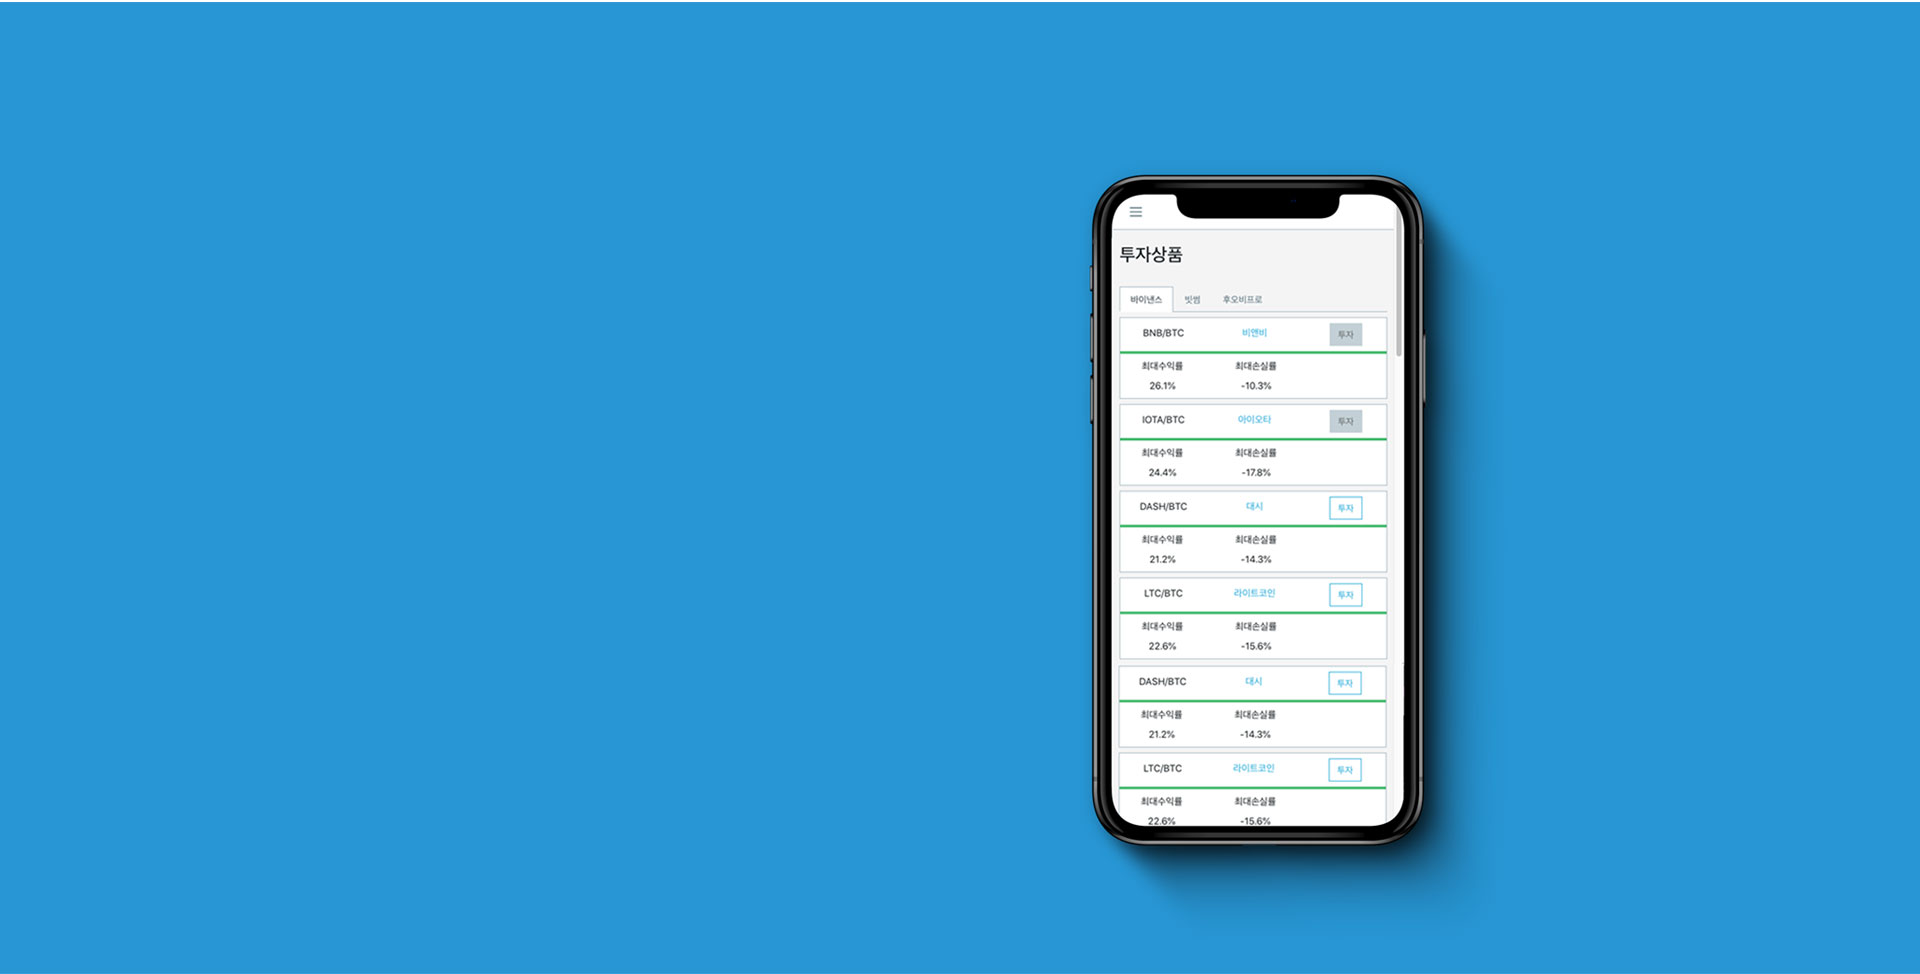 투자상품
바이낸스 빗썸 후오비프로
BNB/BTC 비앤비 투자
최대수익률 최대손실률
26.1% -10.3%
IOTA/BTC 아이오타 투자
최대수익률 최대손실률
24.4% -17.8%
DASH/BTC 대시 투자
최대수익률 최대손실률
21.2% -14.3%
LTC/BTC 라이트코인 투자
최대수익률 최대손실률
22.6% -15.6%
DASH/BTC 대시 투자
최대수익률 최대손실률
21.2% -14.3%
LTC/BTC 라이트코인 투자
최대수익률 최대손실률
22.6% -15.6%